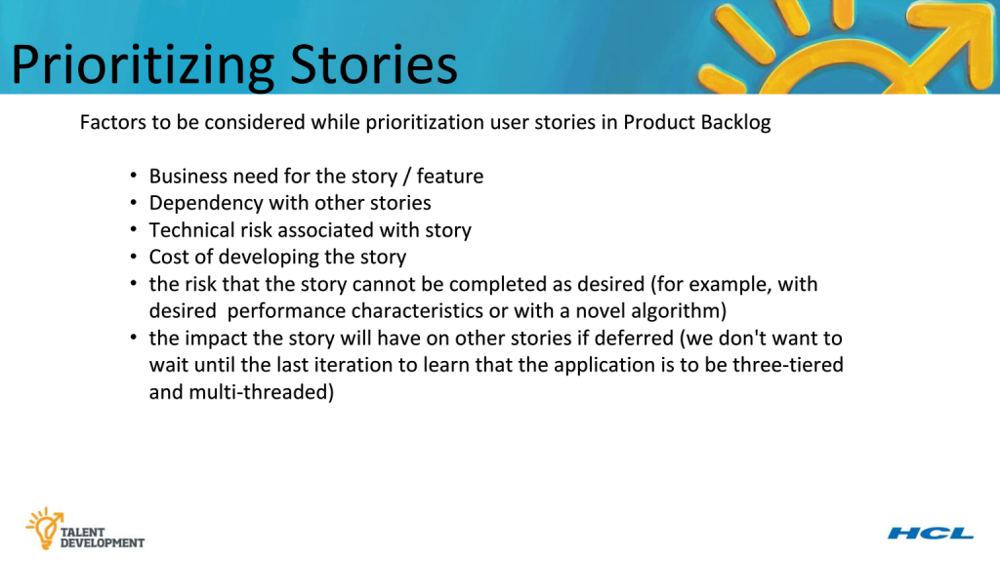 Prioritizing Stories
Factors to be considered while prioritization user stories in Product Backlog
• Business need for the story / feature
• Dependency with other stories
• Technical risk associated with story
• Cost of developing the story
• the risk that the story cannot be completed as desired (for example, with
desired  performance characteristics or with a novel algorithm)
• the impact the story will have on other stories if deferred (we don't want to
wait until the last iteration to learn that the application is to be three-tiered
and multi-threaded)
TALENT
DEVELOPMENT
HCL